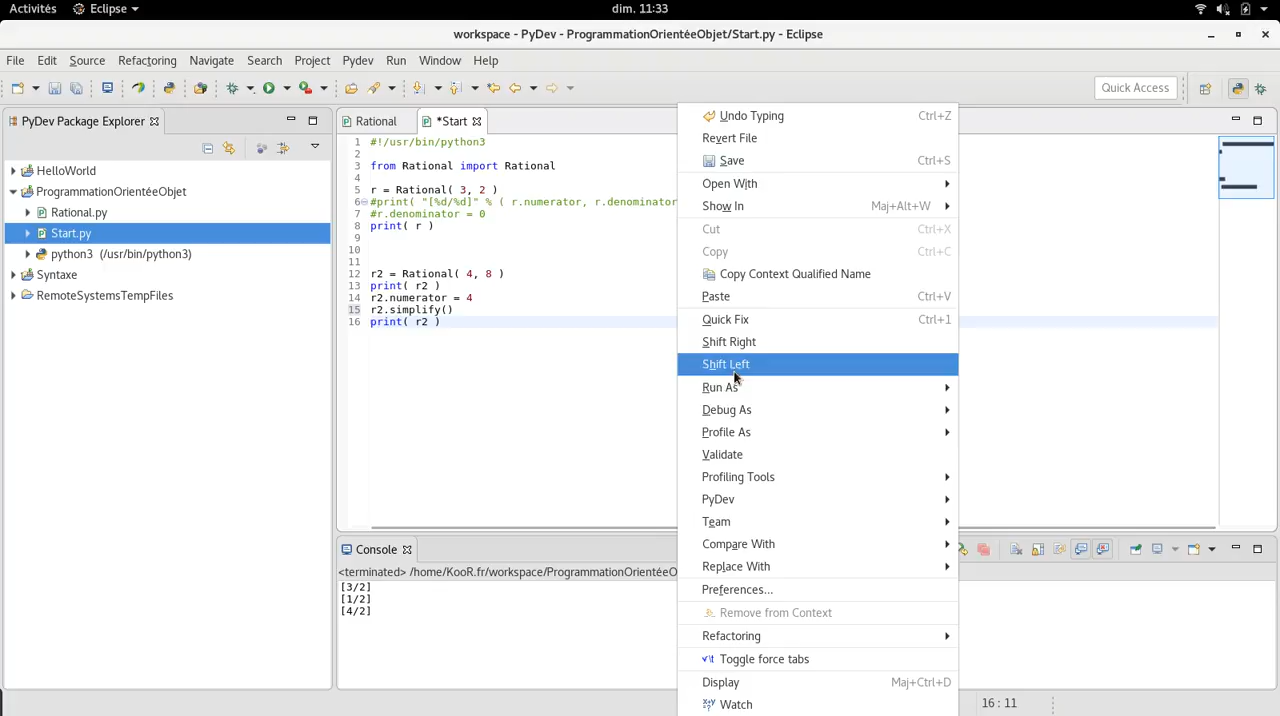 Activités Eclipse dim. 11:33
workspace - PyDev - ProgrammationOrientéeObjet/Start.py - Eclipse
File Edit Source Refactoring Navigate Search Project Pydev Run Window Help
Quick Access
PyDev Package Explorer
HelloWorld
ProgrammationOrientéeObjet
Rational.py
Start.py
python3 (/usr/bin/python3)
Syntaxe
RemoteSystemsTempFiles
Rational *Start
1 #!/usr/bin/python3
2
3 from Rational import Rational
4
5 r = Rational( 3, 2 )
6 #print( "[%d/%d]" % ( r.numerator, r.denominator
7 #r.denominator = 0
8 print( r )
9
10
11
12 r2 = Rational( 4, 8 )
13 print( r2 )
14 r2.numerator = 4
15 r2.simplify()
16 print( r2 )
Undo Typing Ctrl+Z
Revert File
Save Ctrl+S
Open With
Show In Maj+Alt+W
Cut Ctrl+X
Copy Ctrl+C
Copy Context Qualified Name
Paste Ctrl+V
Quick Fix Ctrl+1
Shift Right
Shift Left
Run As
Debug As
Profile As
Validate
Profiling Tools
PyDev
Team
Compare With
Replace With
Preferences...
Remove from Context
Refactoring
Toggle force tabs
Display Maj+Ctrl+D
Watch
Console
<terminated> /home/KooR.fr/workspace/ProgrammationOrientéeO
[3/2]
[1/2]
[4/2]
16 : 11